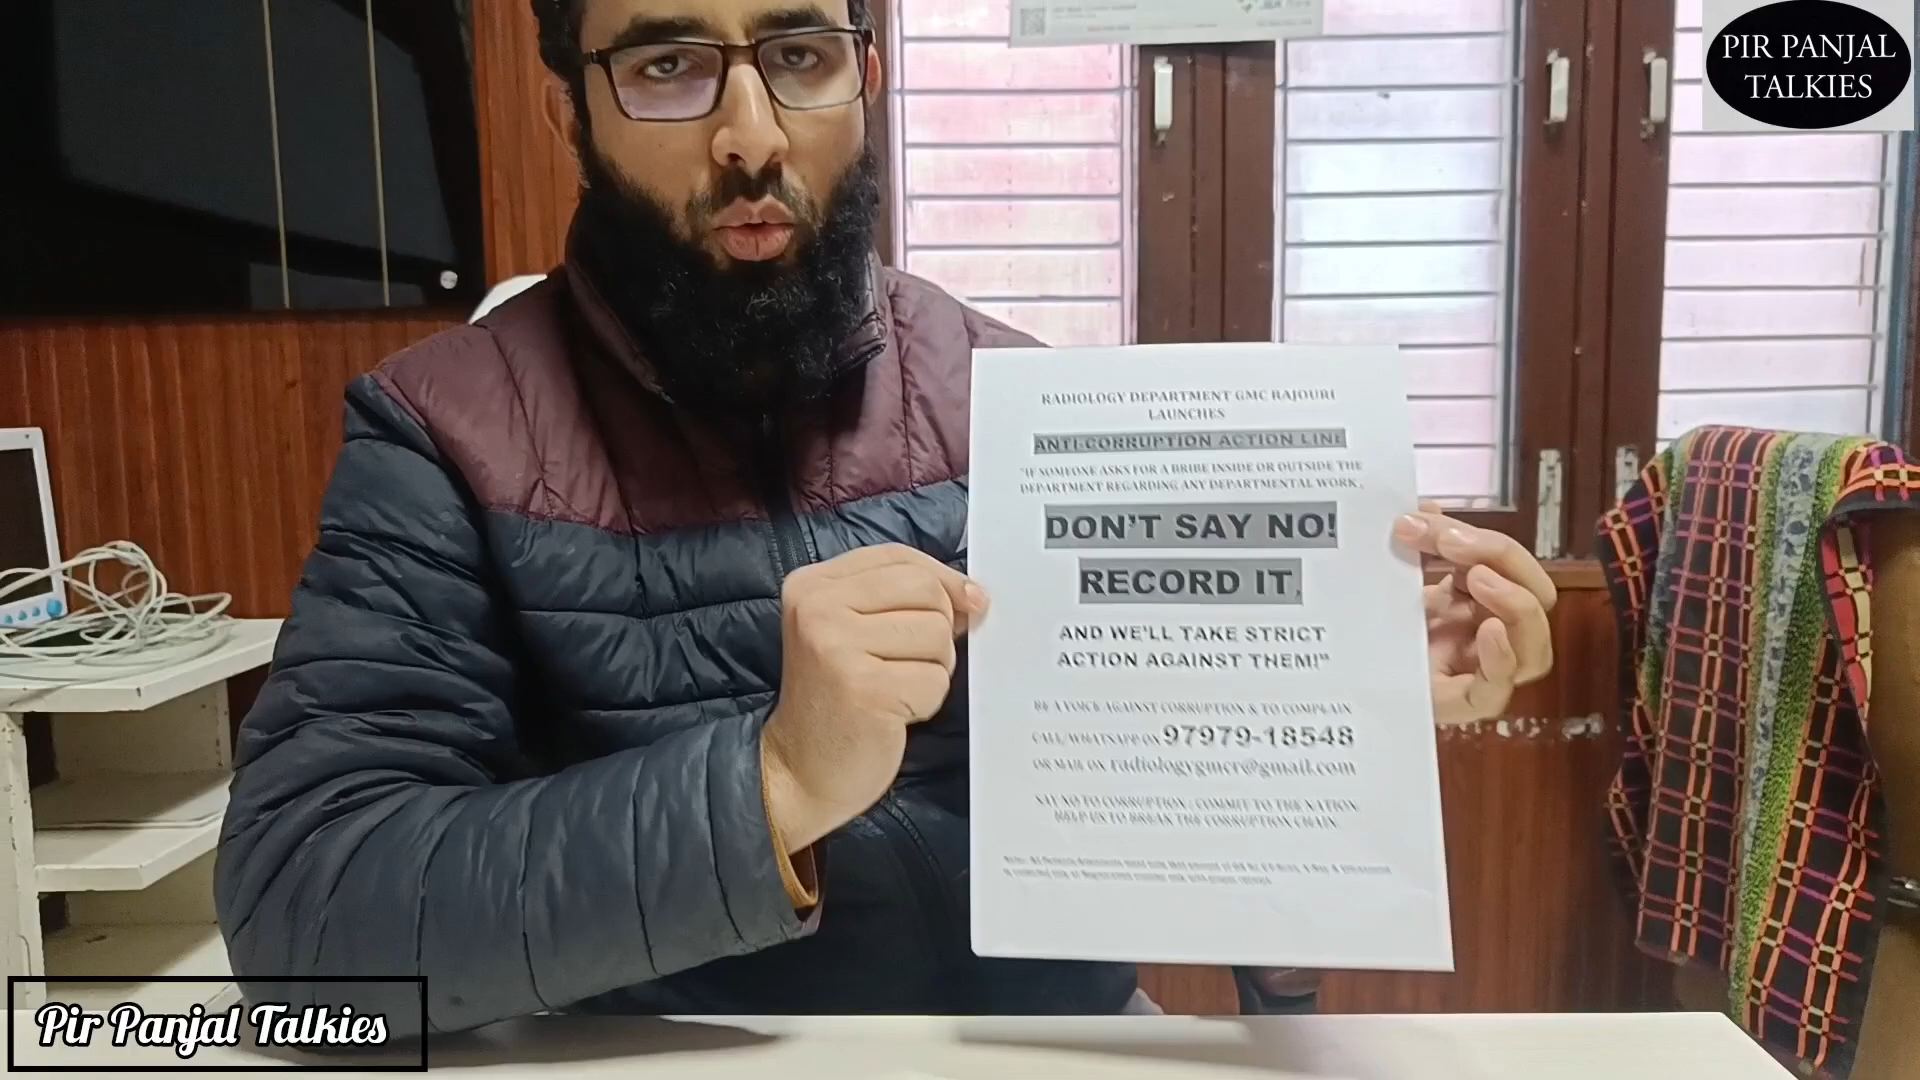 PIR PANJAL
TALKIES
RADIOLOGY DEPARTMENT GMC RAJOURI
LAUNCHES
ANTI-CORRUPTION ACTION LINE
"IF SOMEONE ASKS FOR A BRIBE INSIDE OR OUTSIDE THE
DEPARTMENT REGARDING ANY DEPARTMENTAL WORK,
DON'T SAY NO!
RECORD IT,
AND WE'LL TAKE STRICT
ACTION AGAINST THEM!"
BE A VOICE AGAINST CORRUPTION & TO COMPLAIN
CALL/WHATSAPP ON 97979-18548
OR MAIL ON radiologygmcr@gmail.com
SAY NO TO CORRUPTION; COMMIT TO THE NATION.
HELP US TO BREAK THE CORRUPTION CHAIN.
Pir Panjal Talkies